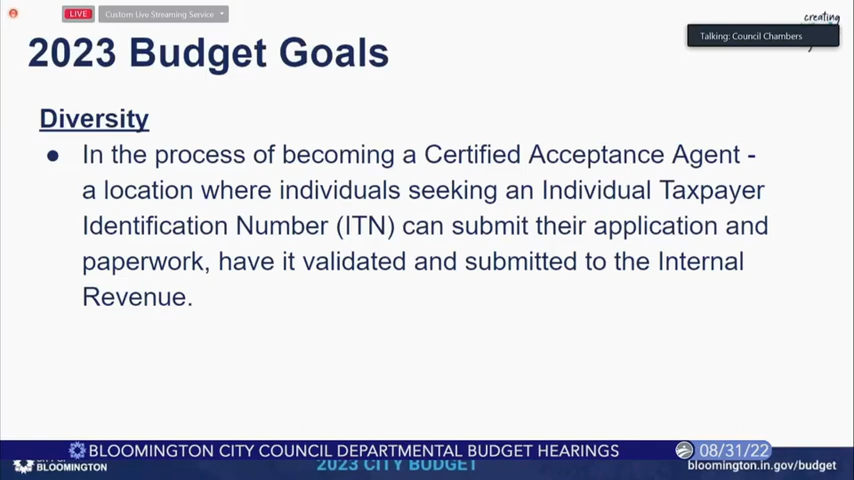 LIVE
Custom Live Streaming Service
creating
Talking: Council Chambers
2023 Budget Goals
Diversity
● In the process of becoming a Certified Acceptance Agent -
a location where individuals seeking an Individual Taxpayer
Identification Number (ITN) can submit their application and
paperwork, have it validated and submitted to the Internal
Revenue.
BLOOMINGTON CITY COUNCIL DEPARTMENTAL BUDGET HEARINGS
08/31/22
BLOOMINGTON
2023 CITY BUDGET
bloomington.in.gov/budget